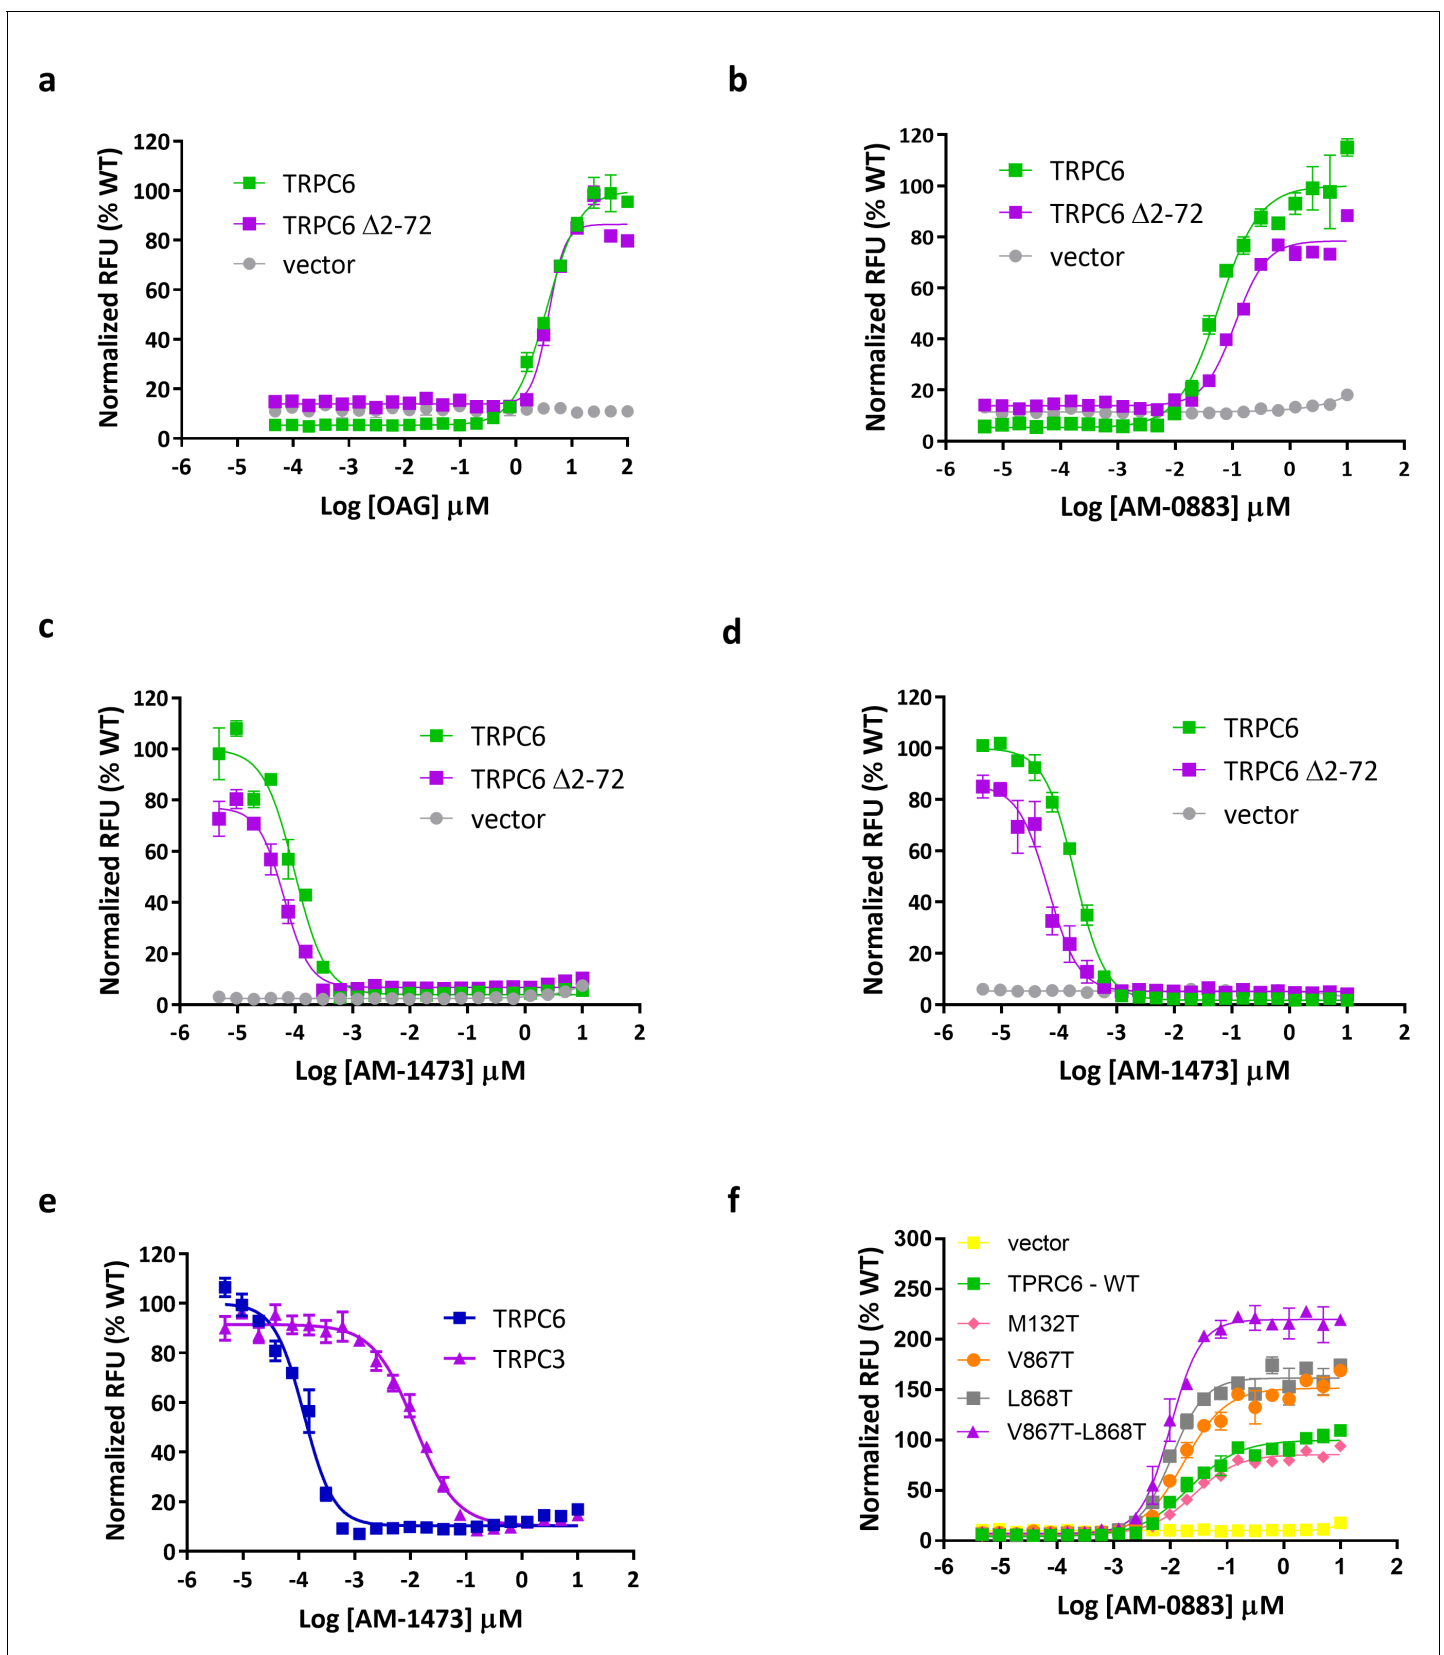 a
Normalized RFU (% WT)
120
100
80
60
40
20
0
TRPC6
TRPC6 Δ2-72
vector
-6 -5 -4 -3 -2 -1 0 1 2
Log [OAG] μM
b
Normalized RFU (% WT)
120
100
80
60
40
20
0
TRPC6
TRPC6 Δ2-72
vector
-6 -5 -4 -3 -2 -1 0 1 2
Log [AM-0883] μM
c
Normalized RFU (% WT)
120
100
80
60
40
20
0
TRPC6
TRPC6 Δ2-72
vector
-6 -5 -4 -3 -2 -1 0 1 2
Log [AM-1473] μM
d
Normalized RFU (% WT)
120
100
80
60
40
20
0
TRPC6
TRPC6 Δ2-72
vector
-6 -5 -4 -3 -2 -1 0 1 2
Log [AM-1473] μM
e
Normalized RFU (% WT)
120
100
80
60
40
20
0
TRPC6
TRPC3
-6 -5 -4 -3 -2 -1 0 1 2
Log [AM-1473] μM
f
Normalized RFU (% WT)
300
250
200
150
100
50
0
vector
TPRC6 - WT
M132T
V867T
L868T
V867T-L868T
-6 -5 -4 -3 -2 -1 0 1 2
Log [AM-0883] μM